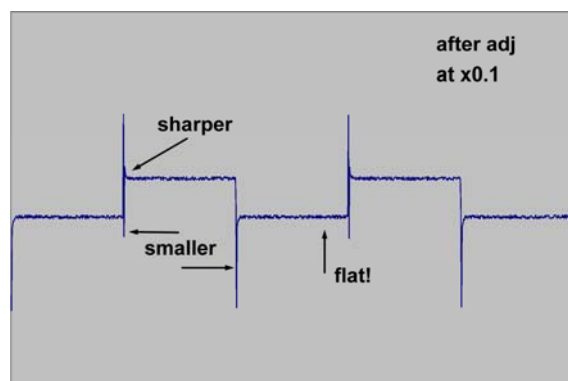 after adj
at x0.1
sharper
smaller
flat!